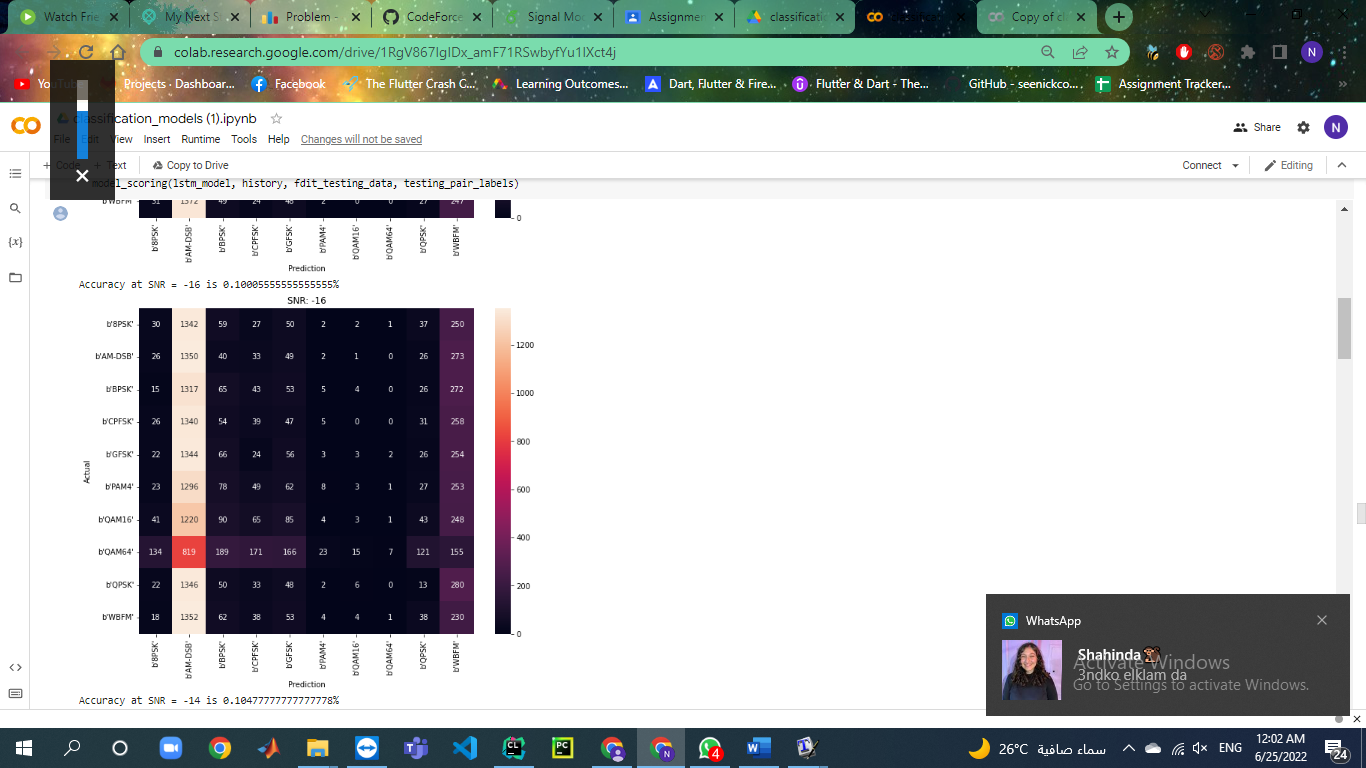 Watch Frie
My Next S
Problem -
CodeForce
Signal Mo
Assignmen
classificatio
Copy of cl
colab.research.google.com/drive/1RgV867IgIDx_amF71RSwbyfYu1IXct4j
N
YouTube
Projects · Dashboar...
Facebook
The Flutter Crash C...
Learning Outcomes...
Dart, Flutter & Fire...
Flutter & Dart - The...
GitHub - seenickco...
Assignment Tracker...
»
classification_models (1).ipynb
File Edit View Insert Runtime Tools Help Changes will not be saved
Share
N
+ Code + Text Copy to Drive
Connect
Editing
model_scoring(lstm_model, history, fdit_testing_data, testing_pair_labels)
b'WBFM' 31 1372 49 24 48 2 0 0 27 247
0
b'8PSK' b'AM-DSB' b'BPSK' b'CPFSK' b'GFSK' b'PAM4' b'QAM16' b'QAM64' b'QPSK' b'WBFM'
Prediction
Accuracy at SNR = -16 is 0.10005555555555555%
SNR: -16
b'8PSK' 30 1342 59 27 50 2 2 1 37 250
b'AM-DSB' 26 1350 40 33 49 2 1 0 26 273
b'BPSK' 15 1317 65 43 53 5 4 0 26 272
b'CPFSK' 26 1340 54 39 47 5 0 0 31 258
b'GFSK' 22 1344 66 24 56 3 3 2 26 254
b'PAM4' 23 1296 78 49 62 8 3 1 27 253
b'QAM16' 41 1220 90 65 85 4 3 1 43 248
b'QAM64' 134 819 189 171 166 23 15 7 121 155
b'QPSK' 22 1346 50 33 48 2 6 0 13 280
b'WBFM' 18 1352 62 38 53 4 4 1 38 230
Actual
1200
1000
800
600
400
200
0
b'8PSK' b'AM-DSB' b'BPSK' b'CPFSK' b'GFSK' b'PAM4' b'QAM16' b'QAM64' b'QPSK' b'WBFM'
Prediction
Accuracy at SNR = -14 is 0.10477777777777778%
WhatsApp
Shahinda
3ndko elklam da
Activate Windows
Go to Settings to activate Windows.
4
26°C سماء صافية
ENG
12:02 AM
6/25/2022
24